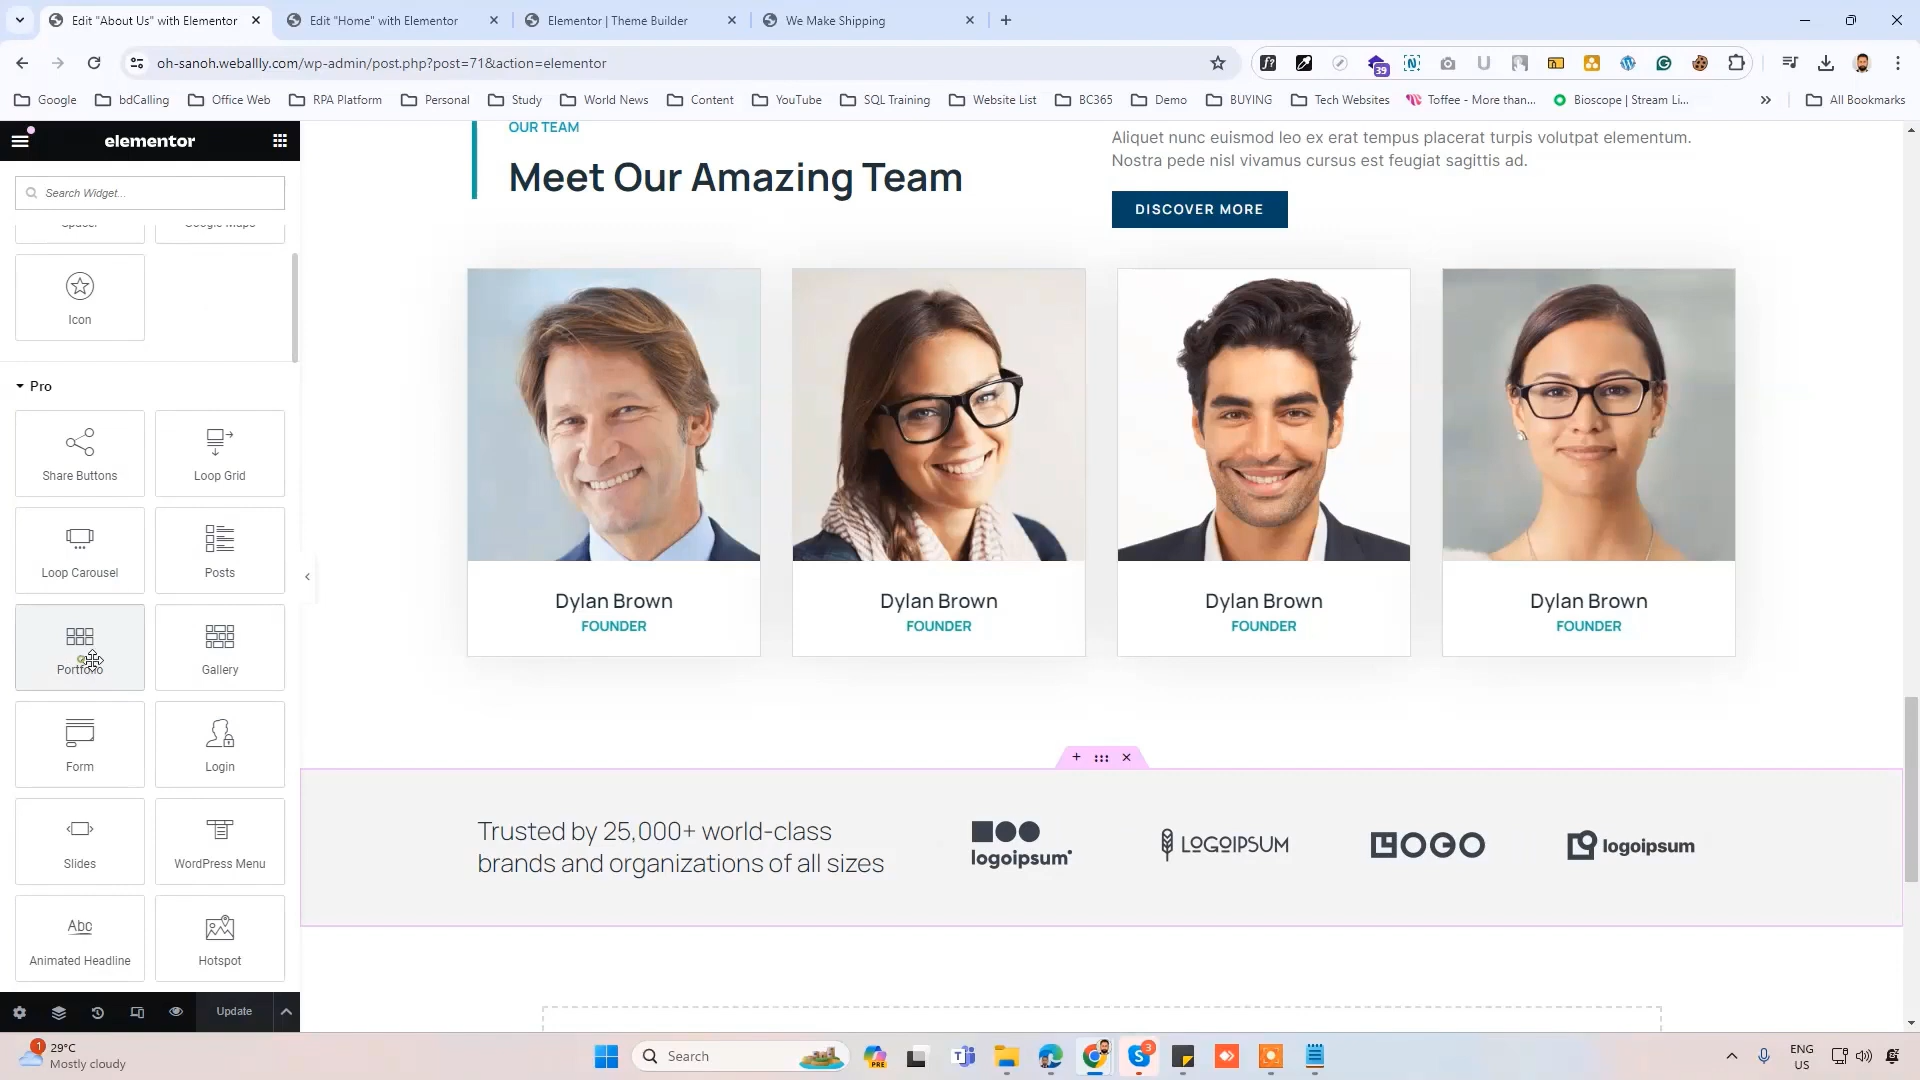 Edit "About Us" with Elementor
Edit "Home" with Elementor
Elementor | Theme Builder
We Make Shipping
oh-sanoh.weballly.com/wp-admin/post.php?post=71&action=elementor
39
Google
bdCalling
Office Web
RPA Platform
Personal
Study
World News
Content
YouTube
SQL Training
Website List
BC365
Demo
BUYING
Tech Websites
Toffee - More than...
Bioscope | Stream Li...
All Bookmarks
elementor
Search Widget...
Spacer
Google Maps
Icon
Pro
Share Buttons
Loop Grid
Loop Carousel
Posts
Portfolio
Gallery
Form
Login
Slides
WordPress Menu
Abc
Animated Headline
Hotspot
Update
OUR TEAM
Meet Our Amazing Team
Aliquet nunc euismod leo ex erat tempus placerat turpis volutpat elementum.
Nostra pede nisl vivamus cursus est feugiat sagittis ad.
DISCOVER MORE
Dylan Brown
FOUNDER
Dylan Brown
FOUNDER
Dylan Brown
FOUNDER
Dylan Brown
FOUNDER
Trusted by 25,000+ world-class
brands and organizations of all sizes
logoipsum
LOGOIPSUM
LOGO
logoipsum
1
29°C
Mostly cloudy
Search
PRE
3
ENG
US